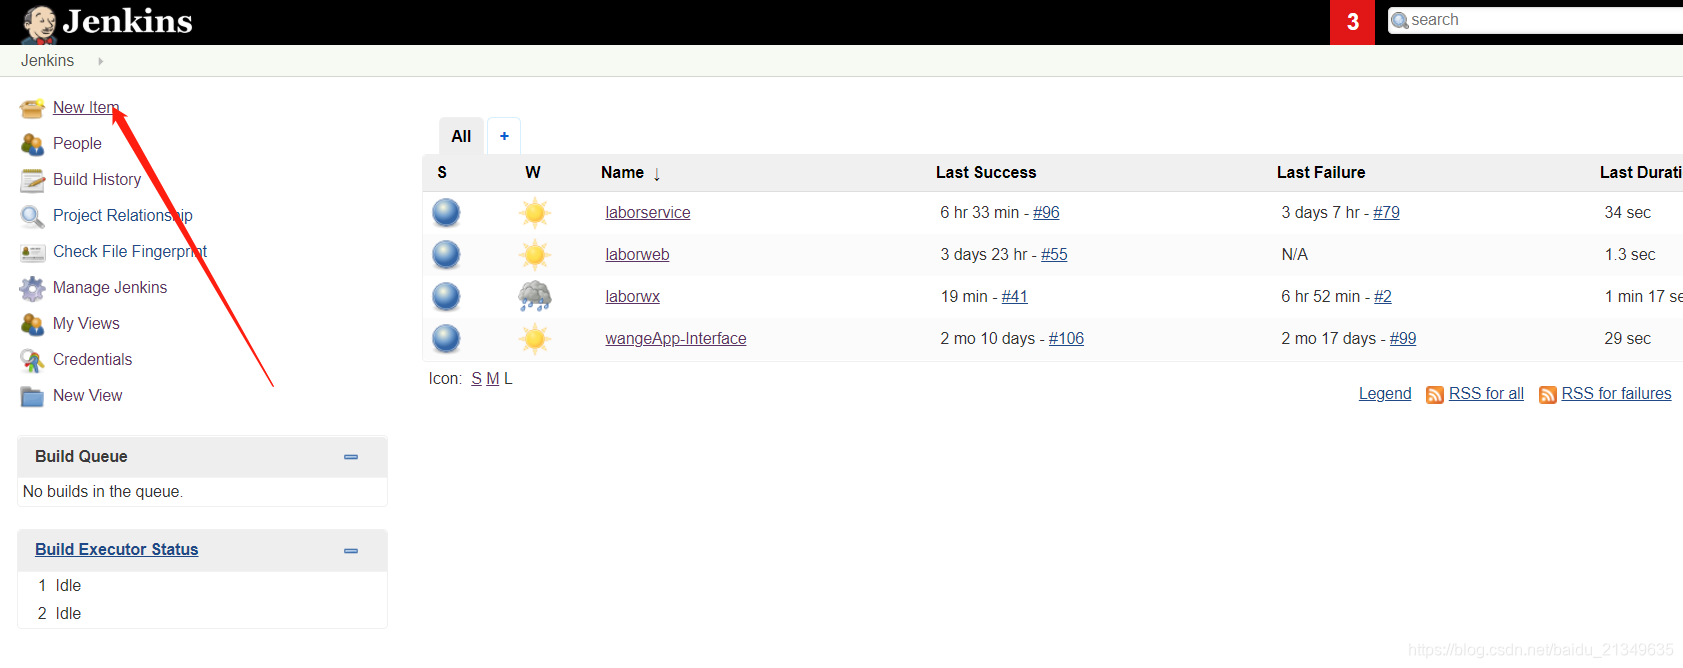 Jenkins
3
search
Jenkins
New Item
People
Build History
Project Relationship
Check File Fingerprint
Manage Jenkins
My Views
Credentials
New View
All +
S W Name ↓ Last Success Last Failure Last Durati
laborservice 6 hr 33 min - #96 3 days 7 hr - #79 34 sec
laborweb 3 days 23 hr - #55 N/A 1.3 sec
laborwx 19 min - #41 6 hr 52 min - #2 1 min 17 se
wangeApp-Interface 2 mo 10 days - #106 2 mo 17 days - #99 29 sec
Icon: S M L
Legend RSS for all RSS for failures
Build Queue
No builds in the queue.
Build Executor Status
1 Idle
2 Idle
https://blog.csdn.net/baidu_21349635